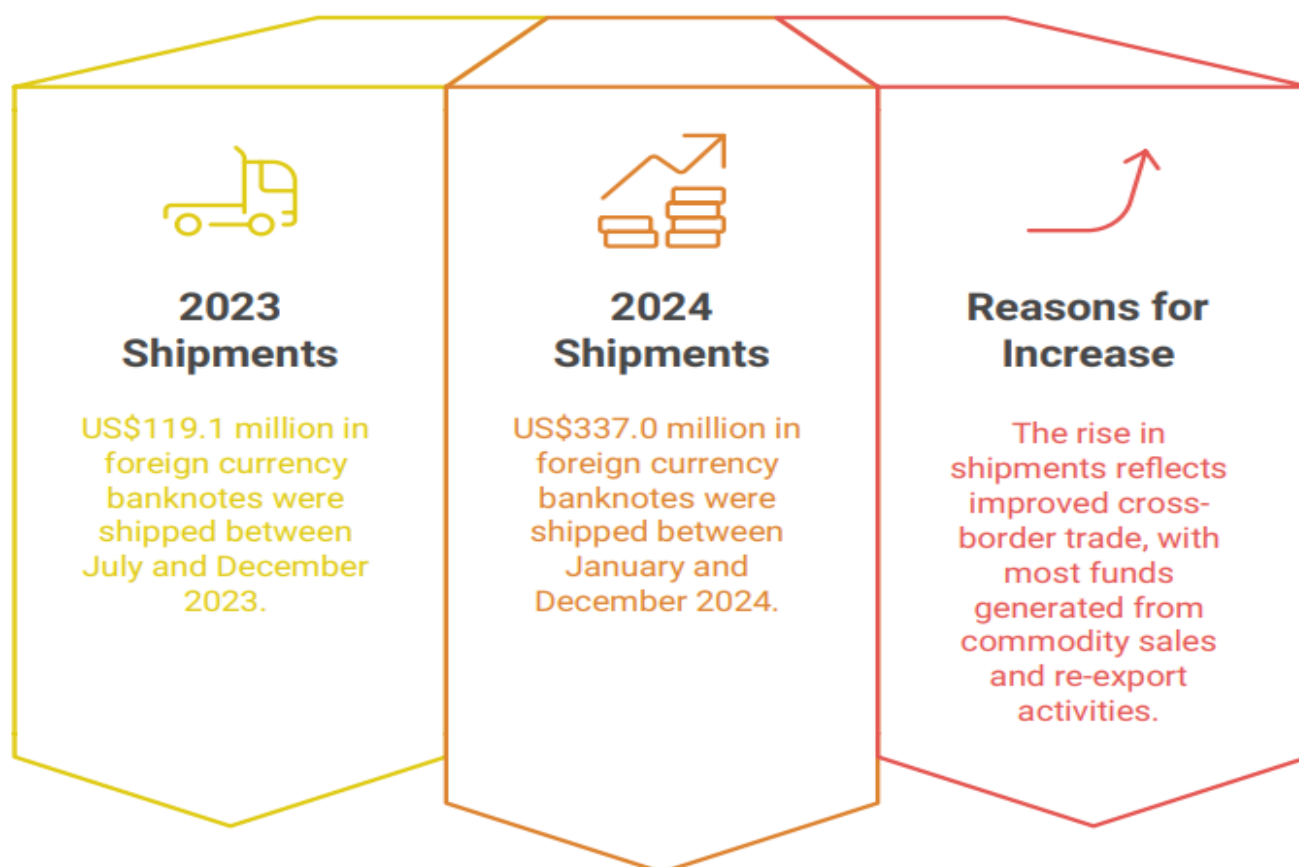 2023
Shipments
US$119.1 million in
foreign currency
banknotes were
shipped between
July and December
2023.
2024
Shipments
US$337.0 million in
foreign currency
banknotes were
shipped between
January and
December 2024.
Reasons for
Increase
The rise in
shipments reflects
improved cross-
border trade, with
most funds
generated from
commodity sales
and re-export
activities.